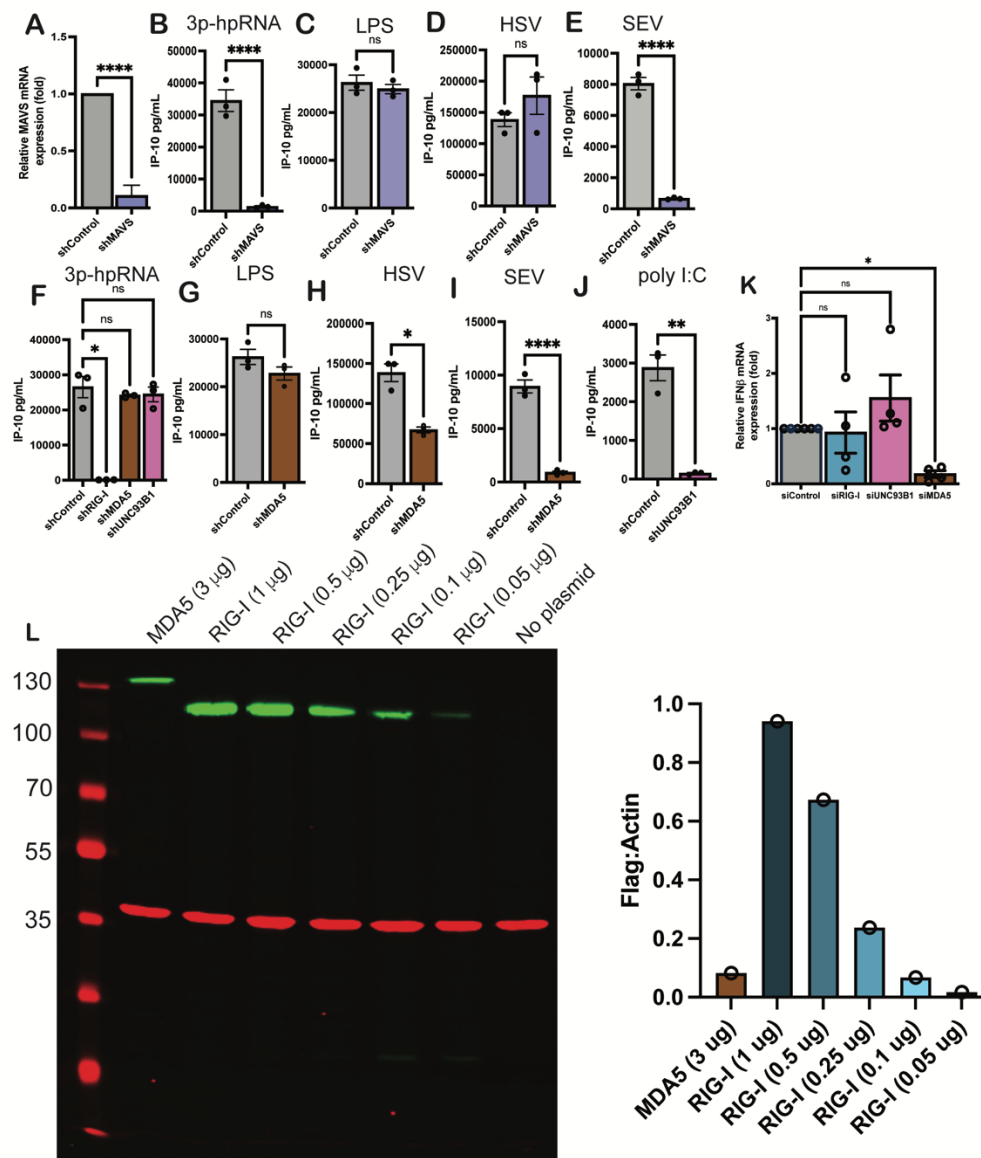 A
Relative MAVS mRNA
expression (fold)
1.5
1.0
0.5
0.0
****
shControl
shMAVS
B
3p-hpRNA
IP-10 pg/mL
50000
40000
30000
20000
10000
0
****
shControl
shMAVS
C
LPS
IP-10 pg/mL
30000
20000
10000
0
ns
shControl
shMAVS
D
HSV
IP-10 pg/mL
250000
200000
150000
100000
50000
0
ns
shControl
shMAVS
E
SEV
IP-10 pg/mL
10000
8000
6000
4000
2000
0
****
shControl
shMAVS
F
3p-hpRNA
IP-10 pg/mL
40000
30000
20000
10000
0
ns
ns
*
shControl
shRIG-I
shMDA5
shUNC93B1
G
LPS
IP-10 pg/mL
40000
30000
20000
10000
0
ns
shControl
shMDA5
H
HSV
IP-10 pg/mL
200000
150000
100000
50000
0
*
shControl
shMDA5
I
SEV
IP-10 pg/mL
15000
10000
5000
0
****
shControl
shMDA5
J
poly I:C
IP-10 pg/mL
4000
3000
2000
1000
0
**
shControl
shUNC93B1
K
Relative IFNβ mRNA
expression (fold)
3
2
1
0
*
ns
ns
siControl
siRIG-I
siUNC93B1
siMDA5
L
MDA5 (3 μg)
RIG-I (1 μg)
RIG-I (0.5 μg)
RIG-I (0.25 μg)
RIG-I (0.1 μg)
RIG-I (0.05 μg)
No plasmid
130
100
70
55
35
Flag:Actin
1.0
0.8
0.6
0.4
0.2
0.0
MDA5 (3 ug)
RIG-I (1 ug)
RIG-I (0.5 ug)
RIG-I (0.25 ug)
RIG-I (0.1 ug)
RIG-I (0.05 ug)